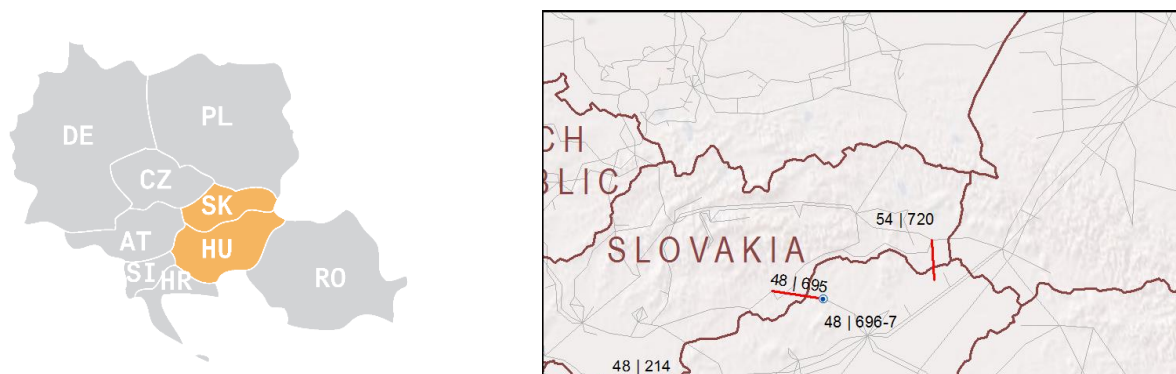 PL
DE
CZ
SK
AT
HU
SI
HR
RO
CH
BLIC
54 | 720
SLOVAKIA
48 | 695
48 | 696-7
48 | 214